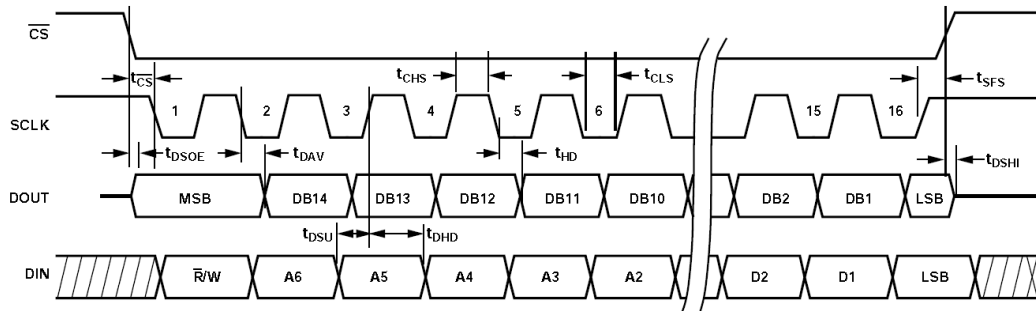 CS
tCS
tCHS
tCLS
tSFS
SCLK
1 2 3 4 5 6 15 16
tDSOE
tDAV
tHD
tDSHI
DOUT
MSB DB14 DB13 DB12 DB11 DB10 DB2 DB1 LSB
tDSU
tDHD
DIN
R/W A6 A5 A4 A3 A2 D2 D1 LSB